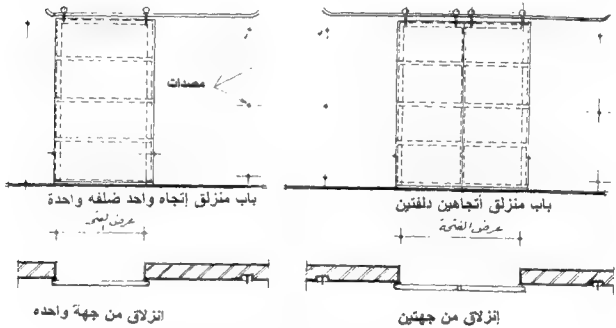 مصدات
باب منزلق أتجاهين دلفتين
باب منزلق إتجاه واحد ضلفه واحدة
عرض الفتحة
عرض الفتحة
إنزلاق من جهتين
إنزلاق من جهة واحده